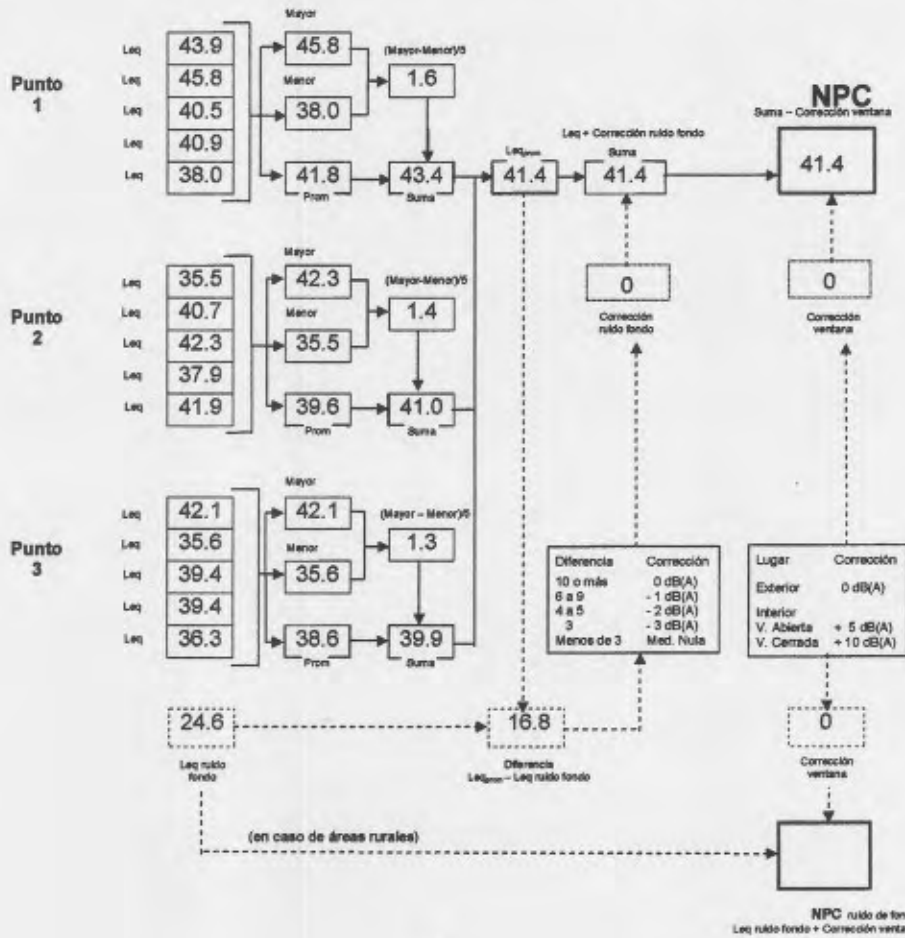 Punto
1
Leq 43.9
Leq 45.8
Leq 40.5
Leq 40.9
Leq 38.0
Mayor
45.8
Menor
38.0
41.8
Prom
(Mayor-Menor)/5
1.6
43.4
Suma
Leqprom
41.4
Leq + Corrección ruido fondo
Suma
41.4
NPC
Suma – Corrección ventana
41.4
0
Corrección
ruido fondo
0
Corrección
ventana
Punto
2
Leq 35.5
Leq 40.7
Leq 42.3
Leq 37.9
Leq 41.9
Mayor
42.3
Menor
35.5
39.6
Prom
(Mayor-Menor)/5
1.4
41.0
Suma
Punto
3
Leq 42.1
Leq 35.6
Leq 39.4
Leq 39.4
Leq 36.3
Mayor
42.1
Menor
35.6
38.6
Prom
(Mayor – Menor)/5
1.3
39.9
Suma
Diferencia Corrección
10 o más 0 dB(A)
6 a 9 - 1 dB(A)
4 a 5 - 2 dB(A)
3 - 3 dB(A)
Menos de 3 Med. Nula
Lugar Corrección
Exterior 0 dB(A)
Interior
V. Abierta + 5 dB(A)
V. Cerrada + 10 dB(A)
24.6
Leq ruido
fondo
16.8
Diferencia
Leqprom – Leq ruido fondo
0
Corrección
ventana
(en caso de áreas rurales)
NPC ruido de fon
Leq ruido fondo + Corrección venta